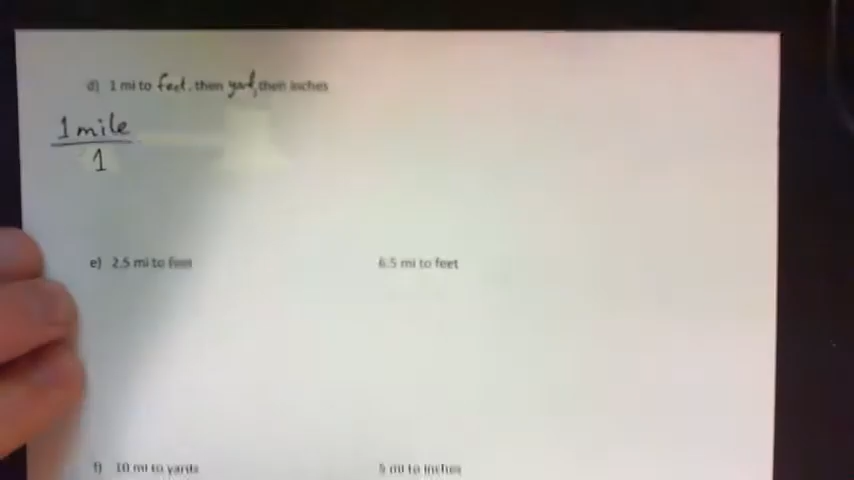 d) 1 mi to feet, then yard, then inches
1 mile
1
e) 2.5 mi to feet 6.5 mi to feet
f) 10 mi to yards 5 mi to inches